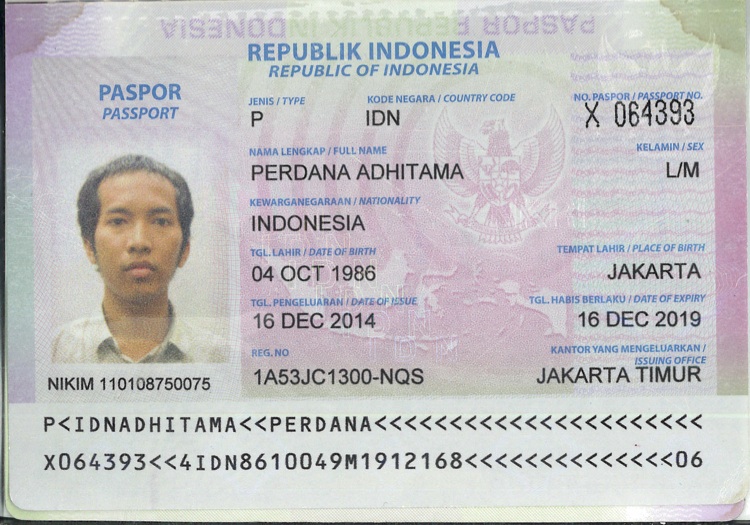 PASPOR REPUBLIK INDONESIA
REPUBLIK INDONESIA
REPUBLIC OF INDONESIA
PASPOR
PASSPORT
JENIS / TYPE KODE NEGARA / COUNTRY CODE NO. PASPOR / PASSPORT NO.
P IDN X 064393
NAMA LENGKAP / FULL NAME KELAMIN / SEX
PERDANA ADHITAMA L/M
KEWARGANEGARAAN / NATIONALITY
INDONESIA
TGL. LAHIR / DATE OF BIRTH TEMPAT LAHIR / PLACE OF BIRTH
04 OCT 1986 JAKARTA
TGL. PENGELUARAN / DATE OF ISSUE TGL. HABIS BERLAKU / DATE OF EXPIRY
16 DEC 2014 16 DEC 2019
REG. NO KANTOR YANG MENGELUARKAN /
ISSUING OFFICE
1A53JC1300-NQS JAKARTA TIMUR
NIKIM 110108750075
P<IDNADHITAMA<<PERDANA<<<<<<<<<<<<<<<<<<<<<<
X064393<<4IDN8610049M1912168<<<<<<<<<<<<<<06